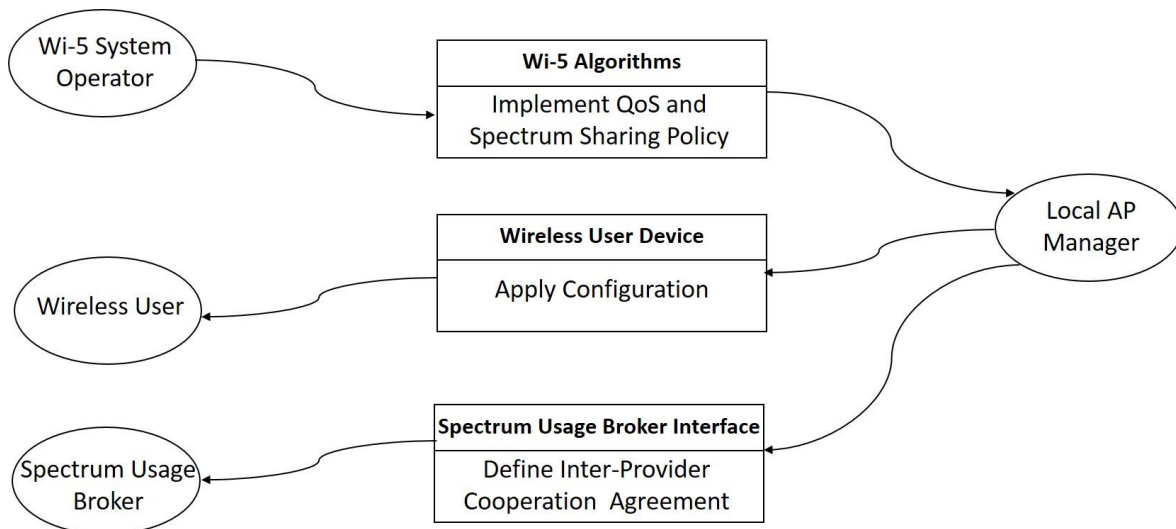 Wi-5 System
Operator
Wi-5 Algorithms
Implement QoS and
Spectrum Sharing Policy
Local AP
Manager
Wireless User Device
Apply Configuration
Wireless User
Spectrum Usage Broker Interface
Define Inter-Provider
Cooperation Agreement
Spectrum Usage
Broker